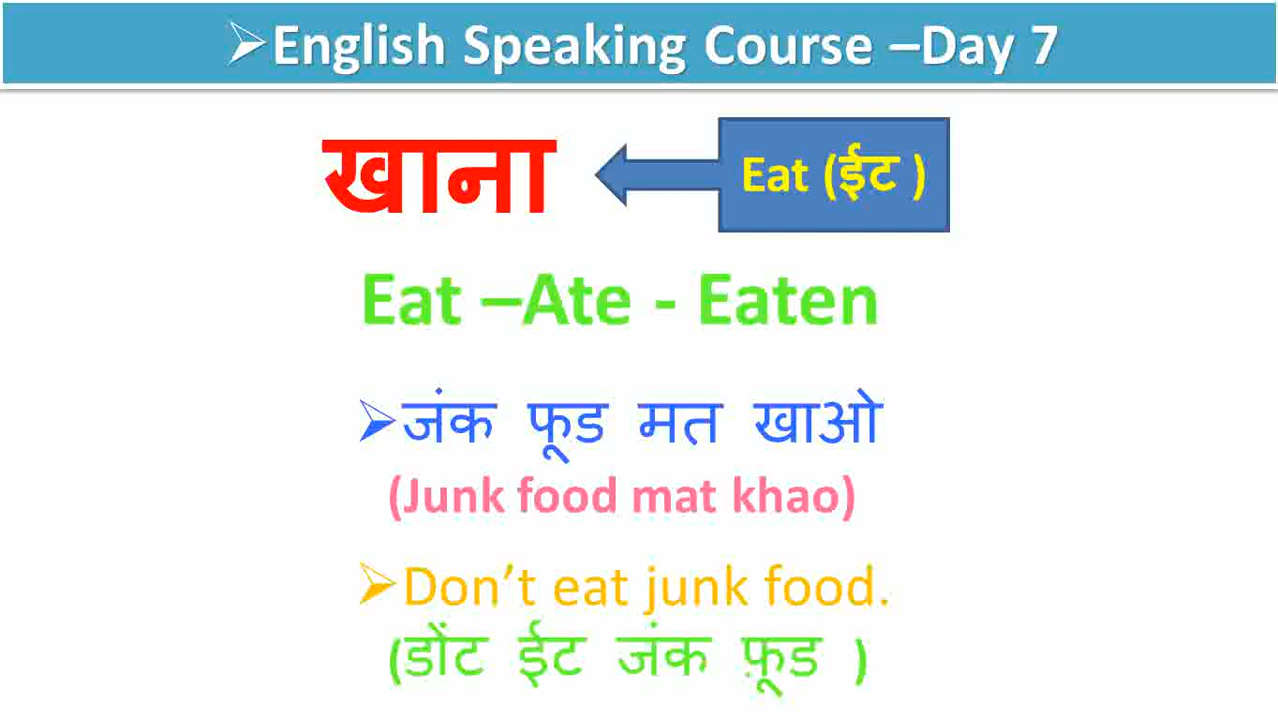 ➢English Speaking Course –Day 7
खाना
Eat (ईट )
Eat –Ate - Eaten
➢जंक फूड मत खाओ
(Junk food mat khao)
➢Don’t eat junk food.
(डोंट ईट जंक फ़ूड )